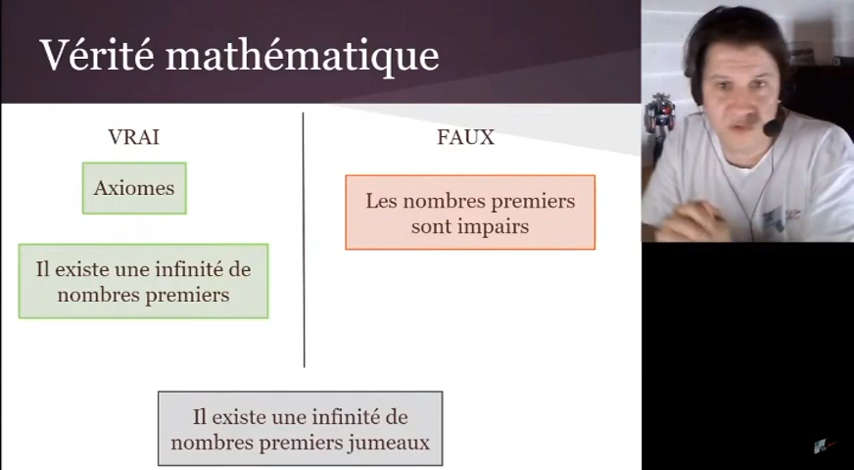 Vérité mathématique
VRAI
FAUX
Axiomes
Les nombres premiers
sont impairs
Il existe une infinité de
nombres premiers
Il existe une infinité de
nombres premiers jumeaux